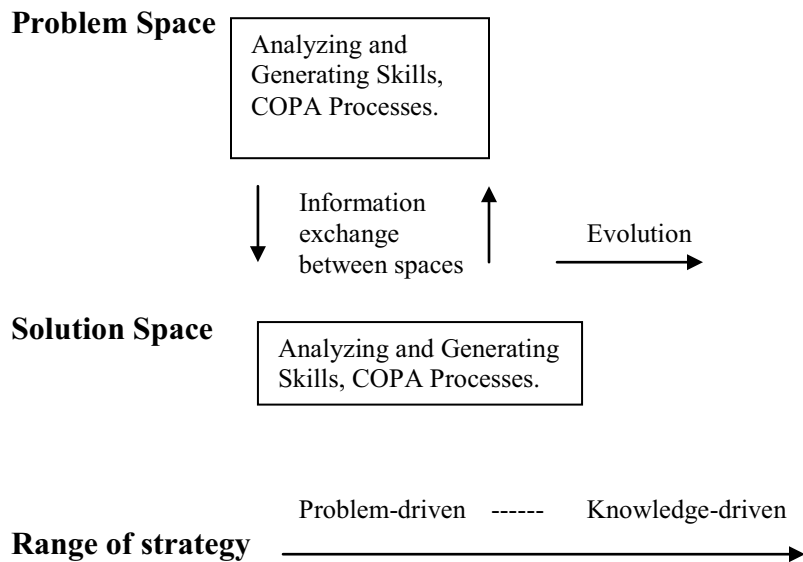 Problem Space
Analyzing and
Generating Skills,
COPA Processes.
Information
exchange
between spaces
Evolution
Solution Space
Analyzing and Generating
Skills, COPA Processes.
Problem-driven ------ Knowledge-driven
Range of strategy